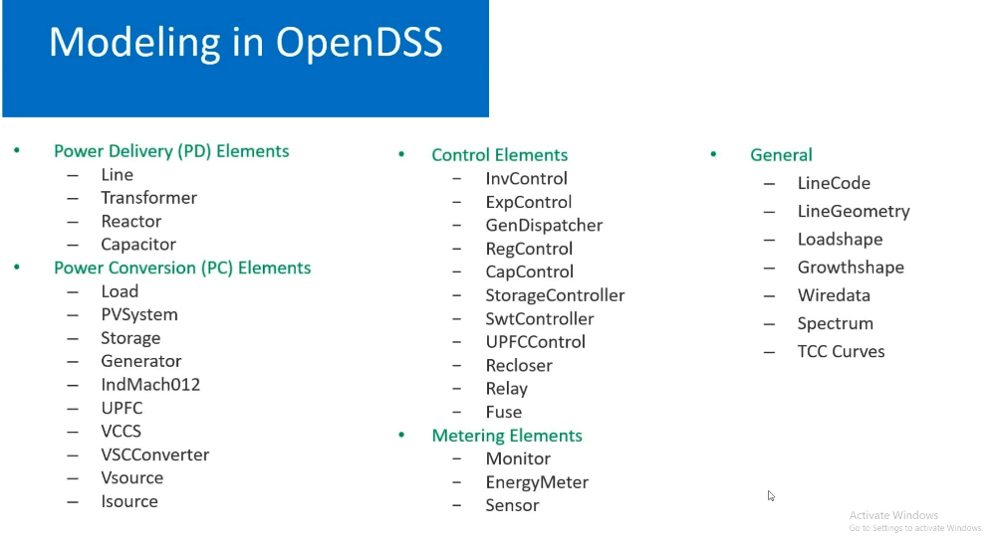 Modeling in OpenDSS
• Power Delivery (PD) Elements
– Line
– Transformer
– Reactor
– Capacitor
• Power Conversion (PC) Elements
– Load
– PVSystem
– Storage
– Generator
– IndMach012
– UPFC
– VCCS
– VSCConverter
– Vsource
– Isource
• Control Elements
– InvControl
– ExpControl
– GenDispatcher
– RegControl
– CapControl
– StorageController
– SwtController
– UPFCControl
– Recloser
– Relay
– Fuse
• Metering Elements
– Monitor
– EnergyMeter
– Sensor
• General
– LineCode
– LineGeometry
– Loadshape
– Growthshape
– Wiredata
– Spectrum
– TCC Curves
Activate Windows
Go to Settings to activate Windows.